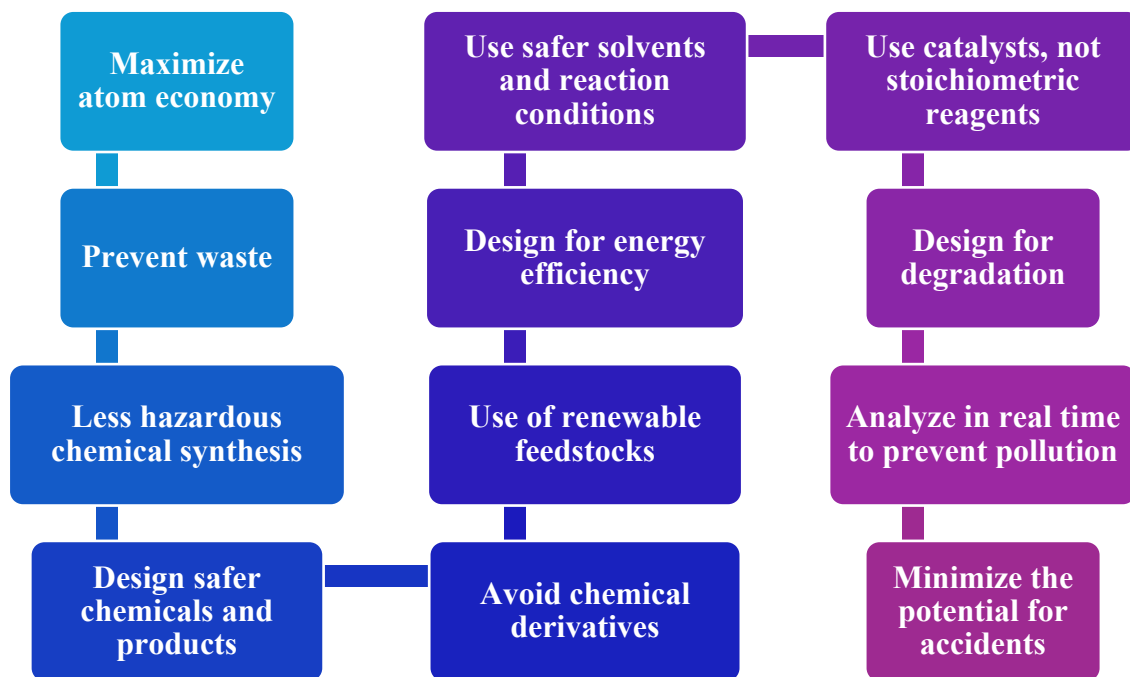 Maximize
atom economy
Prevent waste
Less hazardous
chemical synthesis
Design safer
chemicals and
products
Avoid chemical
derivatives
Use of renewable
feedstocks
Design for energy
efficiency
Use safer solvents
and reaction
conditions
Use catalysts, not
stoichiometric
reagents
Design for
degradation
Analyze in real time
to prevent pollution
Minimize the
potential for
accidents